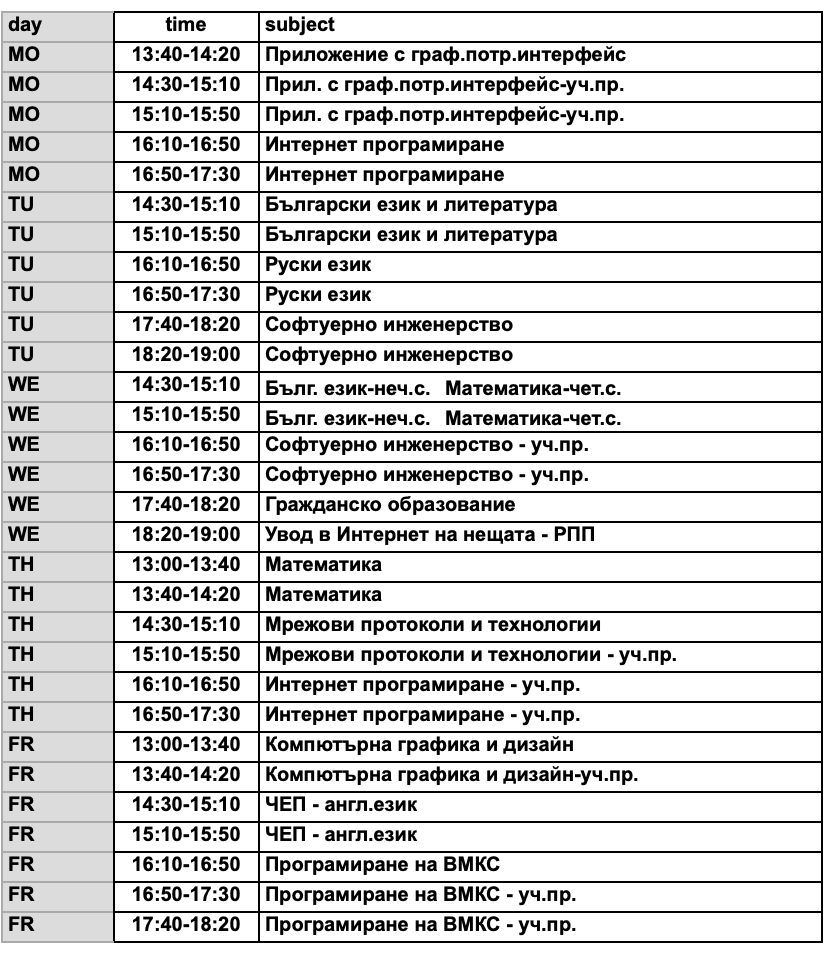 day time subject
MO 13:40-14:20 Приложение с граф.потр.интерфейс
MO 14:30-15:10 Прил. с граф.потр.интерфейс-уч.пр.
MO 15:10-15:50 Прил. с граф.потр.интерфейс-уч.пр.
MO 16:10-16:50 Интернет програмиране
MO 16:50-17:30 Интернет програмиране
TU 14:30-15:10 Български език и литература
TU 15:10-15:50 Български език и литература
TU 16:10-16:50 Руски език
TU 16:50-17:30 Руски език
TU 17:40-18:20 Софтуерно инженерство
TU 18:20-19:00 Софтуерно инженерство
WE 14:30-15:10 Бълг. език-неч.с. Математика-чет.с.
WE 15:10-15:50 Бълг. език-неч.с. Математика-чет.с.
WE 16:10-16:50 Софтуерно инженерство - уч.пр.
WE 16:50-17:30 Софтуерно инженерство - уч.пр.
WE 17:40-18:20 Гражданско образование
WE 18:20-19:00 Увод в Интернет на нещата - РПП
TH 13:00-13:40 Математика
TH 13:40-14:20 Математика
TH 14:30-15:10 Мрежови протоколи и технологии
TH 15:10-15:50 Мрежови протоколи и технологии - уч.пр.
TH 16:10-16:50 Интернет програмиране - уч.пр.
TH 16:50-17:30 Интернет програмиране - уч.пр.
FR 13:00-13:40 Компютърна графика и дизайн
FR 13:40-14:20 Компютърна графика и дизайн-уч.пр.
FR 14:30-15:10 ЧЕП - англ.език
FR 15:10-15:50 ЧЕП - англ.език
FR 16:10-16:50 Програмиране на ВМКС
FR 16:50-17:30 Програмиране на ВМКС - уч.пр.
FR 17:40-18:20 Програмиране на ВМКС - уч.пр.